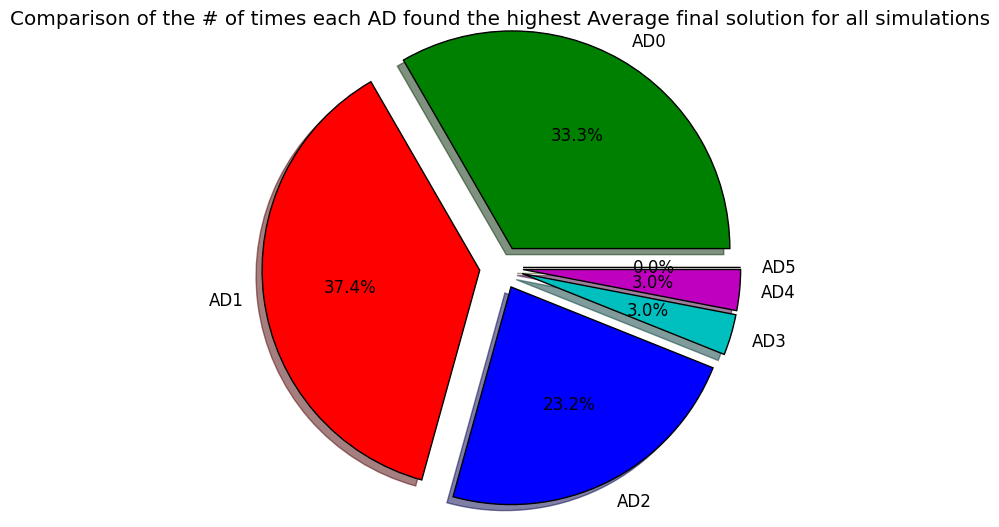 Comparison of the # of times each AD found the highest Average final solution for all simulations
AD0
33.3%
AD1
37.4%
AD2
23.2%
AD3
3.0%
AD4
3.0%
AD5
0.0%